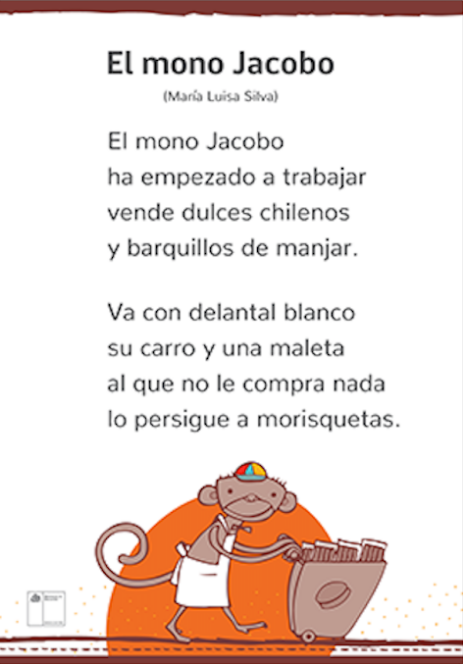 El mono Jacobo
(María Luisa Silva)
El mono Jacobo
ha empezado a trabajar
vende dulces chilenos
y barquillos de manjar.
Va con delantal blanco
su carro y una maleta
al que no le compra nada
lo persigue a morisquetas.